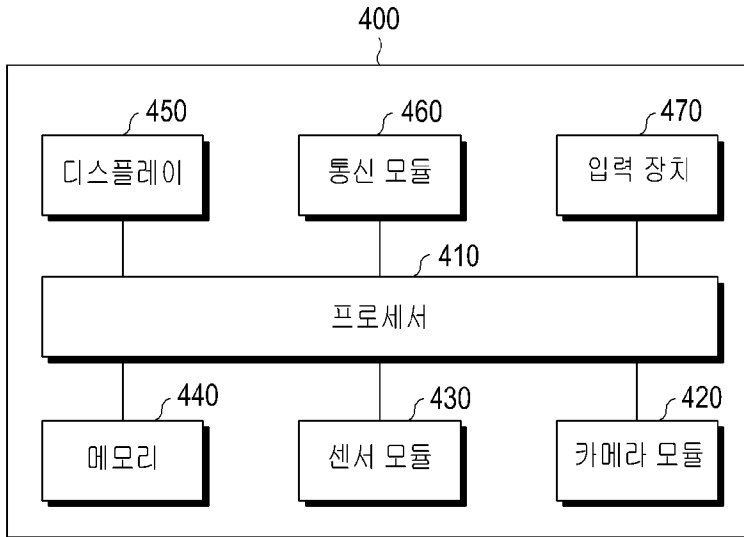 400
450 460 470
디스플레이 통신 모듈 입력 장치
410
프로세서
440 430 420
메모리 센서 모듈 카메라 모듈